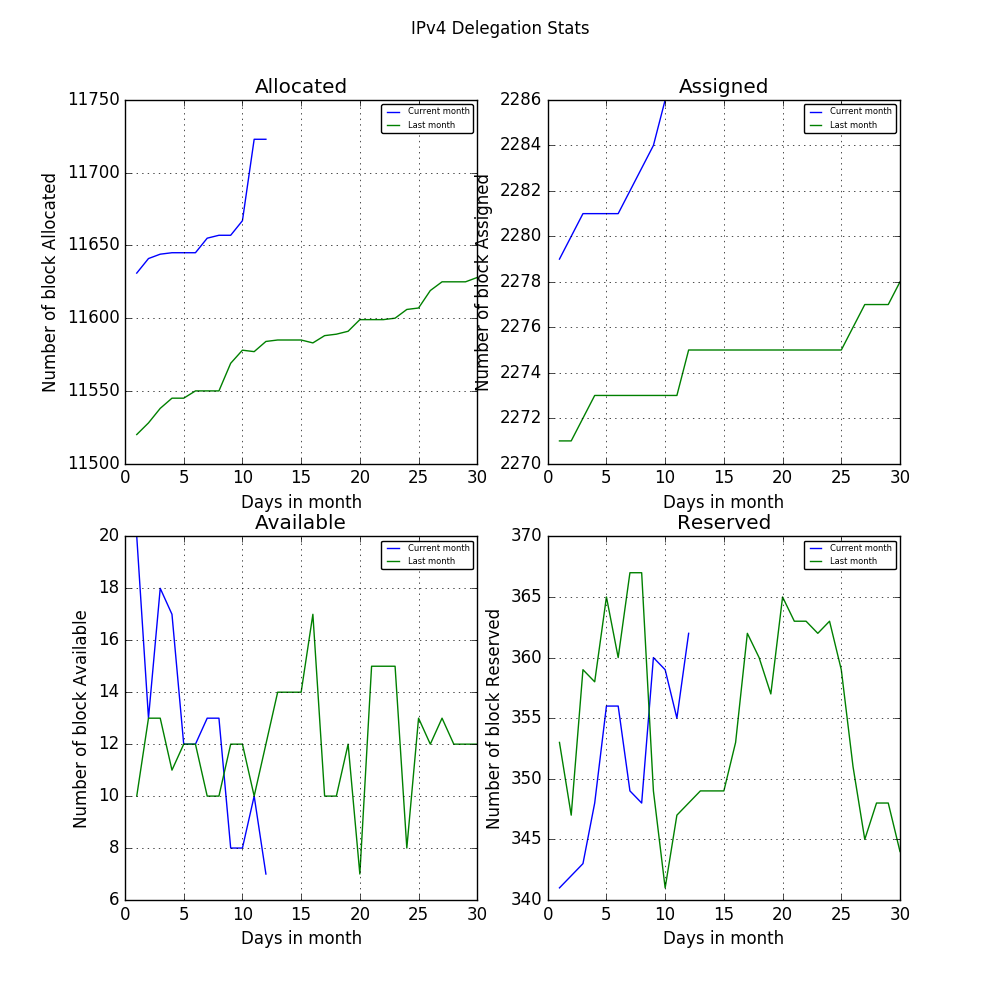 IPv4 Delegation Stats
Allocated
Number of block Allocated
11750
11700
11650
11600
11550
11500
0 5 10 15 20 25 30
Days in month
Current month
Last month
Assigned
Number of block Assigned
2286
2284
2282
2280
2278
2276
2274
2272
2270
0 5 10 15 20 25 30
Days in month
Current month
Last month
Available
Number of block Available
20
18
16
14
12
10
8
6
0 5 10 15 20 25 30
Days in month
Current month
Last month
Reserved
Number of block Reserved
370
365
360
355
350
345
340
0 5 10 15 20 25 30
Days in month
Current month
Last month